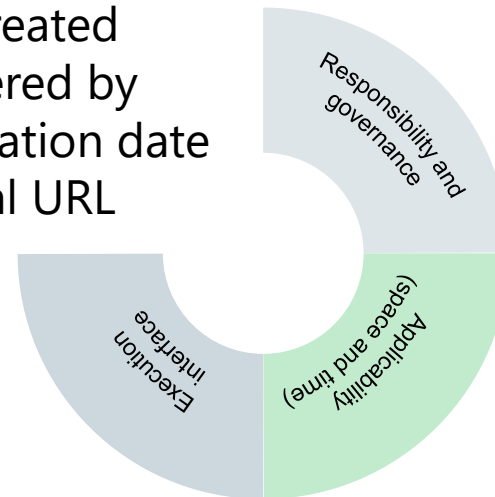 reated
ered by
ation date
al URL
Responsibility and
governance
Applicability
(space and time)
Execution
interface